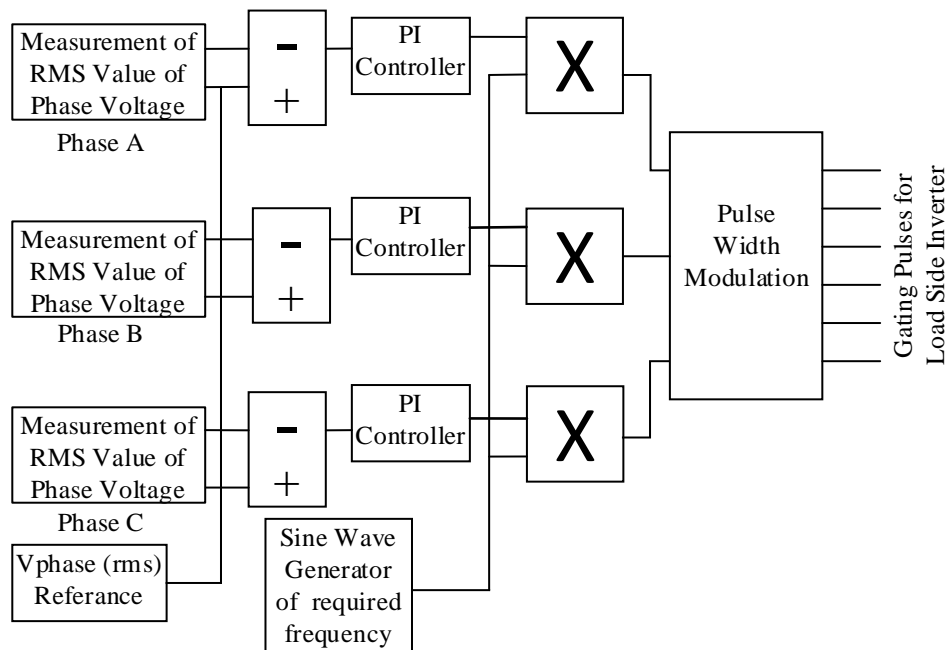 Measurement of
RMS Value of
Phase Voltage
Phase A
-
+
PI
Controller
X
Measurement of
RMS Value of
Phase Voltage
Phase B
-
+
PI
Controller
X
Measurement of
RMS Value of
Phase Voltage
Phase C
-
+
PI
Controller
X
Vphase (rms)
Referance
Sine Wave
Generator
of required
frequency
Pulse
Width
Modulation
Gating Pulses for
Load Side Inverter